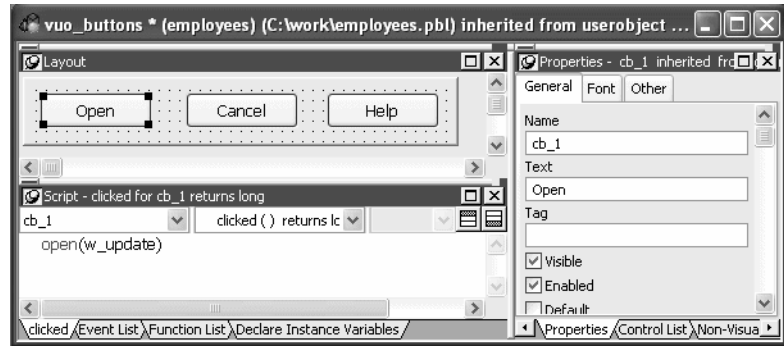 vuo_buttons * (employees) (C:\work\employees.pbl) inherited from userobject ...
Layout
Open Cancel Help
Script - clicked for cb_1 returns long
cb_1 clicked ( ) returns lc
open(w_update)
clicked Event List Function List Declare Instance Variables
Properties - cb_1 inherited
General Font Other
Name
cb_1
Text
Open
Tag
Visible
Enabled
Default
Properties Control List Non-Visua